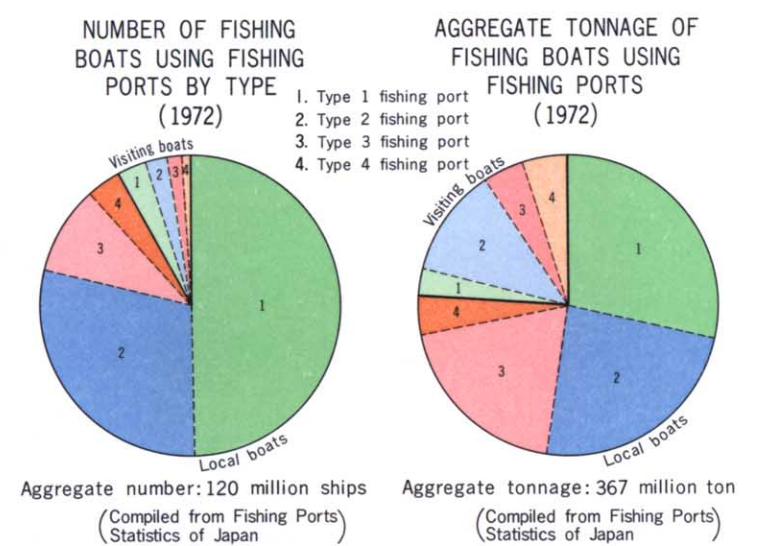 NUMBER OF FISHING
BOATS USING FISHING
PORTS BY TYPE
(1972)
AGGREGATE TONNAGE OF
FISHING BOATS USING
FISHING PORTS
(1972)
1. Type 1 fishing port
2. Type 2 fishing port
3. Type 3 fishing port
4. Type 4 fishing port
Visiting boats
1
2
3
4
4
3
2
1
Local boats
Visiting boats
4
3
2
1
4
3
2
1
Local boats
Aggregate number: 120 million ships
(Compiled from Fishing Ports
Statistics of Japan)
Aggregate tonnage: 367 million ton
(Compiled from Fishing Ports
Statistics of Japan)